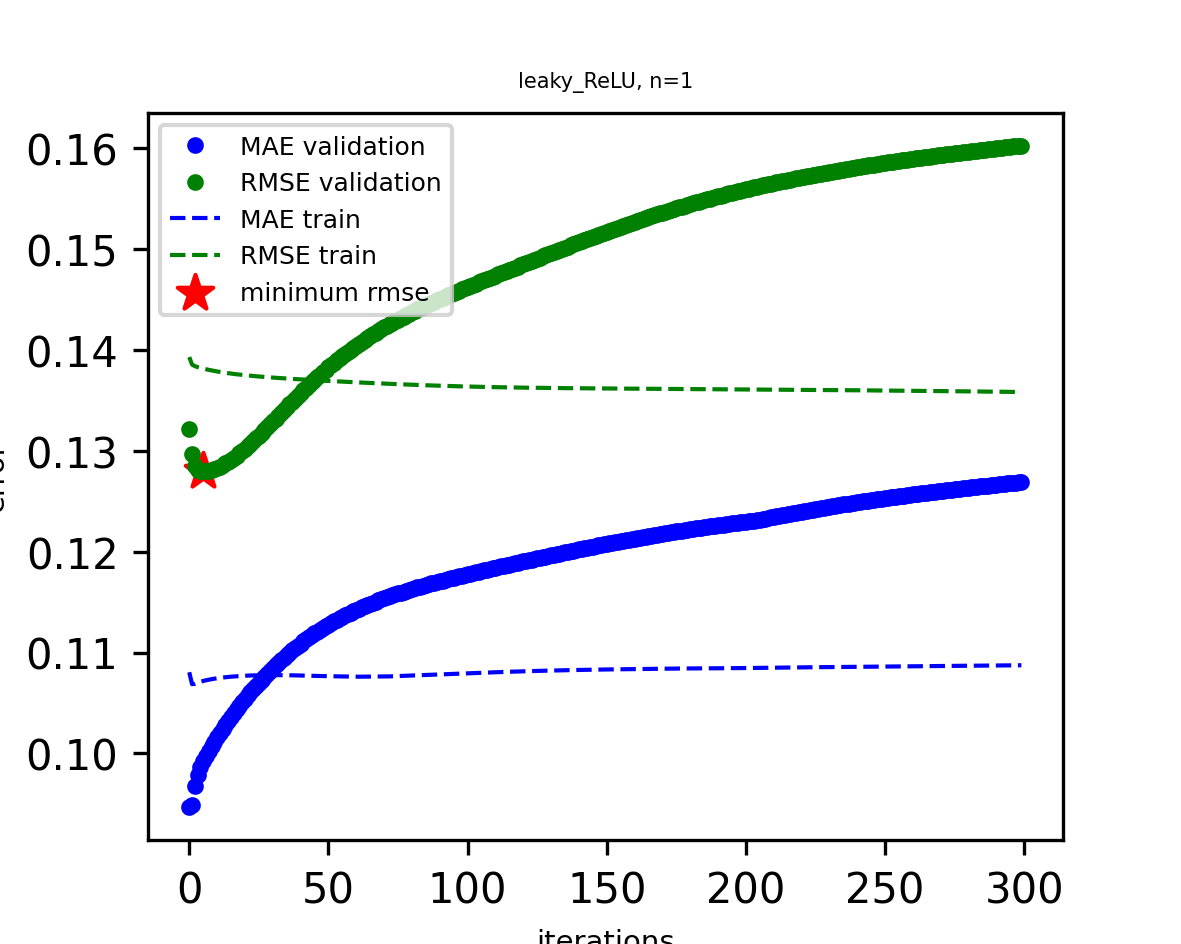 leaky_ReLU, n=1
MAE validation
RMSE validation
MAE train
RMSE train
minimum rmse
0.16
0.15
0.14
0.13
0.12
0.11
0.10
0 50 100 150 200 250 300
iterations